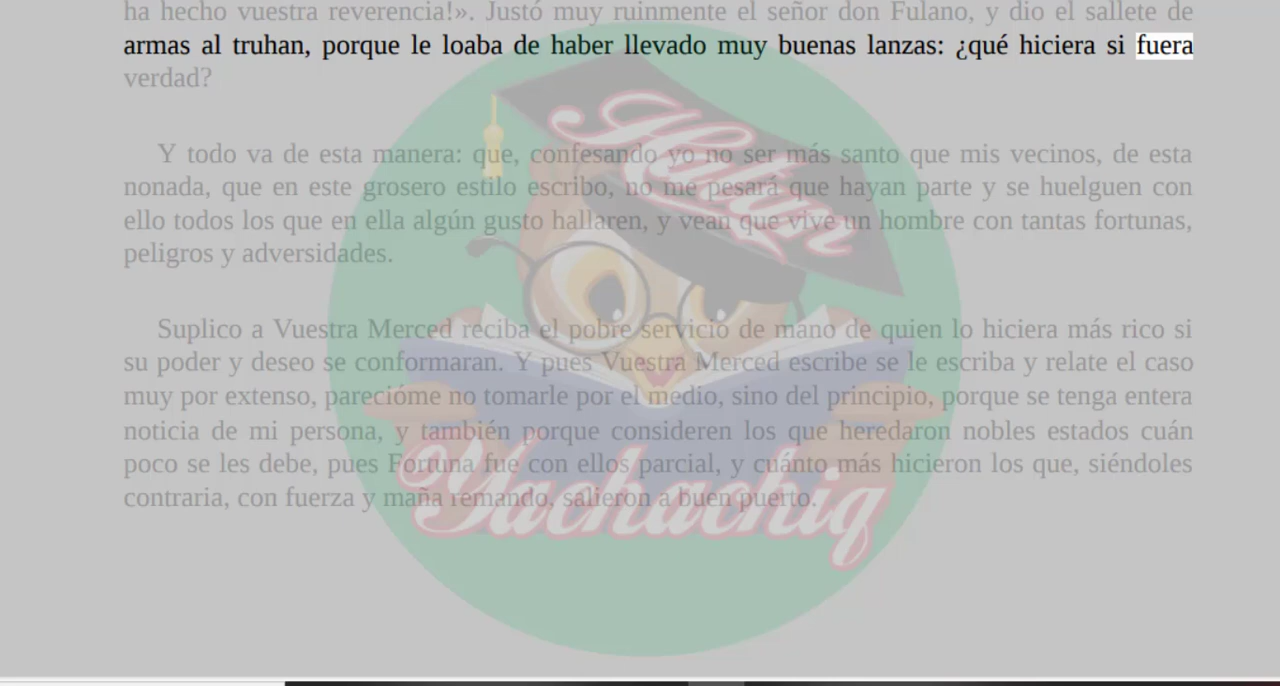 ha hecho vuestra reverencia!». Justó muy ruinmente el señor don Fulano, y dio el sallete de
armas al truhan, porque le loaba de haber llevado muy buenas lanzas: ¿qué hiciera si fuera
verdad?
Y todo va de esta manera: que, confesando yo no ser más santo que mis vecinos, de esta
nonada, que en este grosero estilo escribo, no me pesará que hayan parte y se huelguen con
ello todos los que en ella algún gusto hallaren, y vean que vive un hombre con tantas fortunas,
peligros y adversidades.
Suplico a Vuestra Merced reciba el pobre servicio de mano de quien lo hiciera más rico si
su poder y deseo se conformaran. Y pues Vuestra Merced escribe se le escriba y relate el caso
muy por extenso, parecióme no tomarle por el medio, sino del principio, porque se tenga entera
noticia de mi persona, y también porque consideren los que heredaron nobles estados cuán
poco se les debe, pues Fortuna fue con ellos parcial, y cuánto más hicieron los que, siéndoles
contraria, con fuerza y maña remando, salieron a buen puerto.
Yachachiq